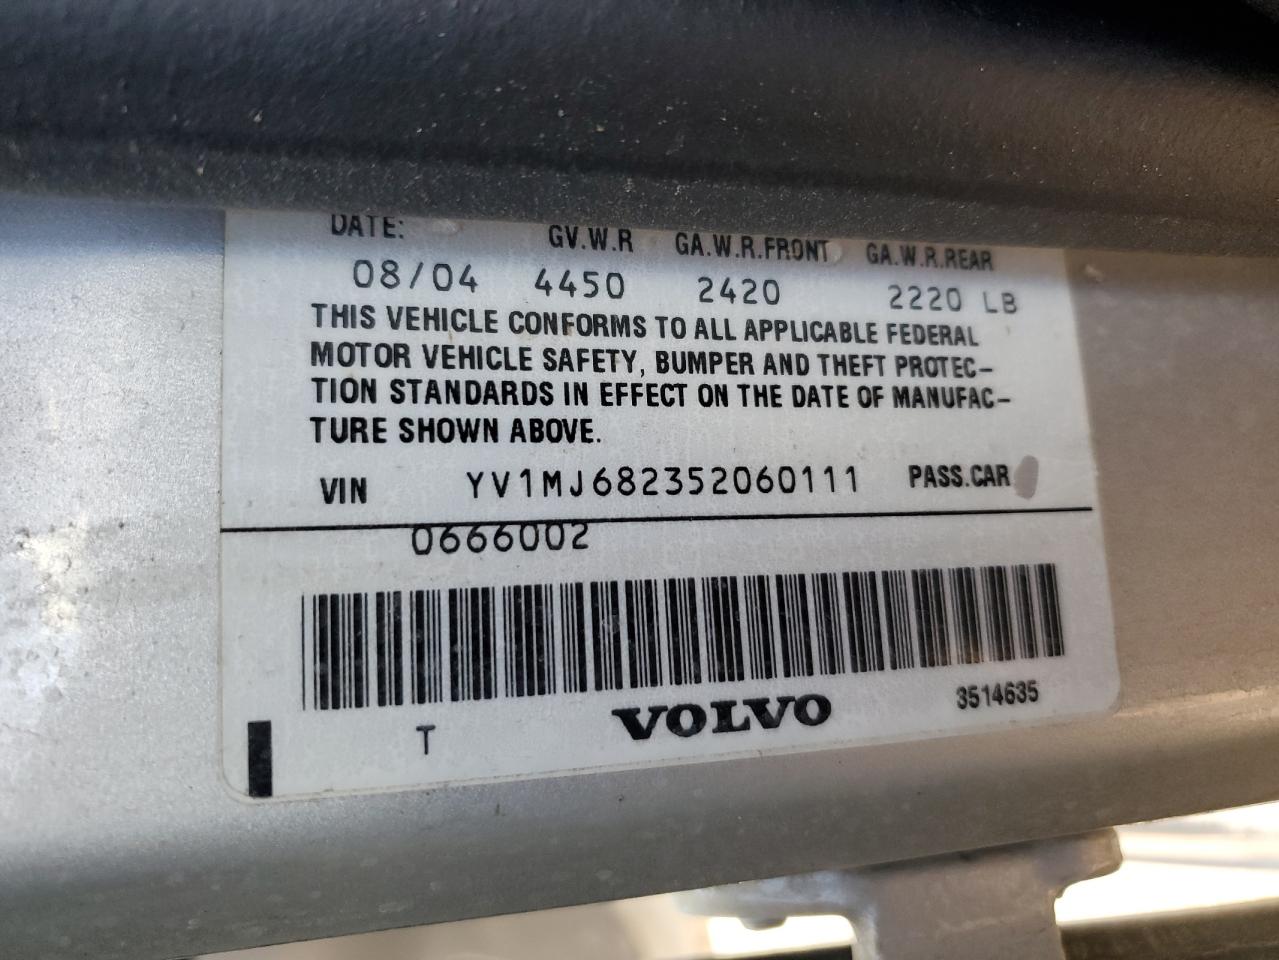 DATE: GV.W.R GA.W.R.FRONT GA.W.R.REAR
08/04 4450 2420 2220 LB
THIS VEHICLE CONFORMS TO ALL APPLICABLE FEDERAL
MOTOR VEHICLE SAFETY, BUMPER AND THEFT PROTEC-
TION STANDARDS IN EFFECT ON THE DATE OF MANUFAC-
TURE SHOWN ABOVE.
VIN YV1MJ682352060111 PASS.CAR
0666002
T VOLVO 3514635